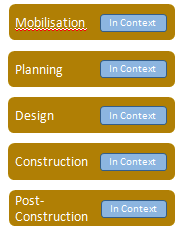 Mobilisation In Context
Planning In Context
Design In Context
Construction In Context
Post-
Construction In Context